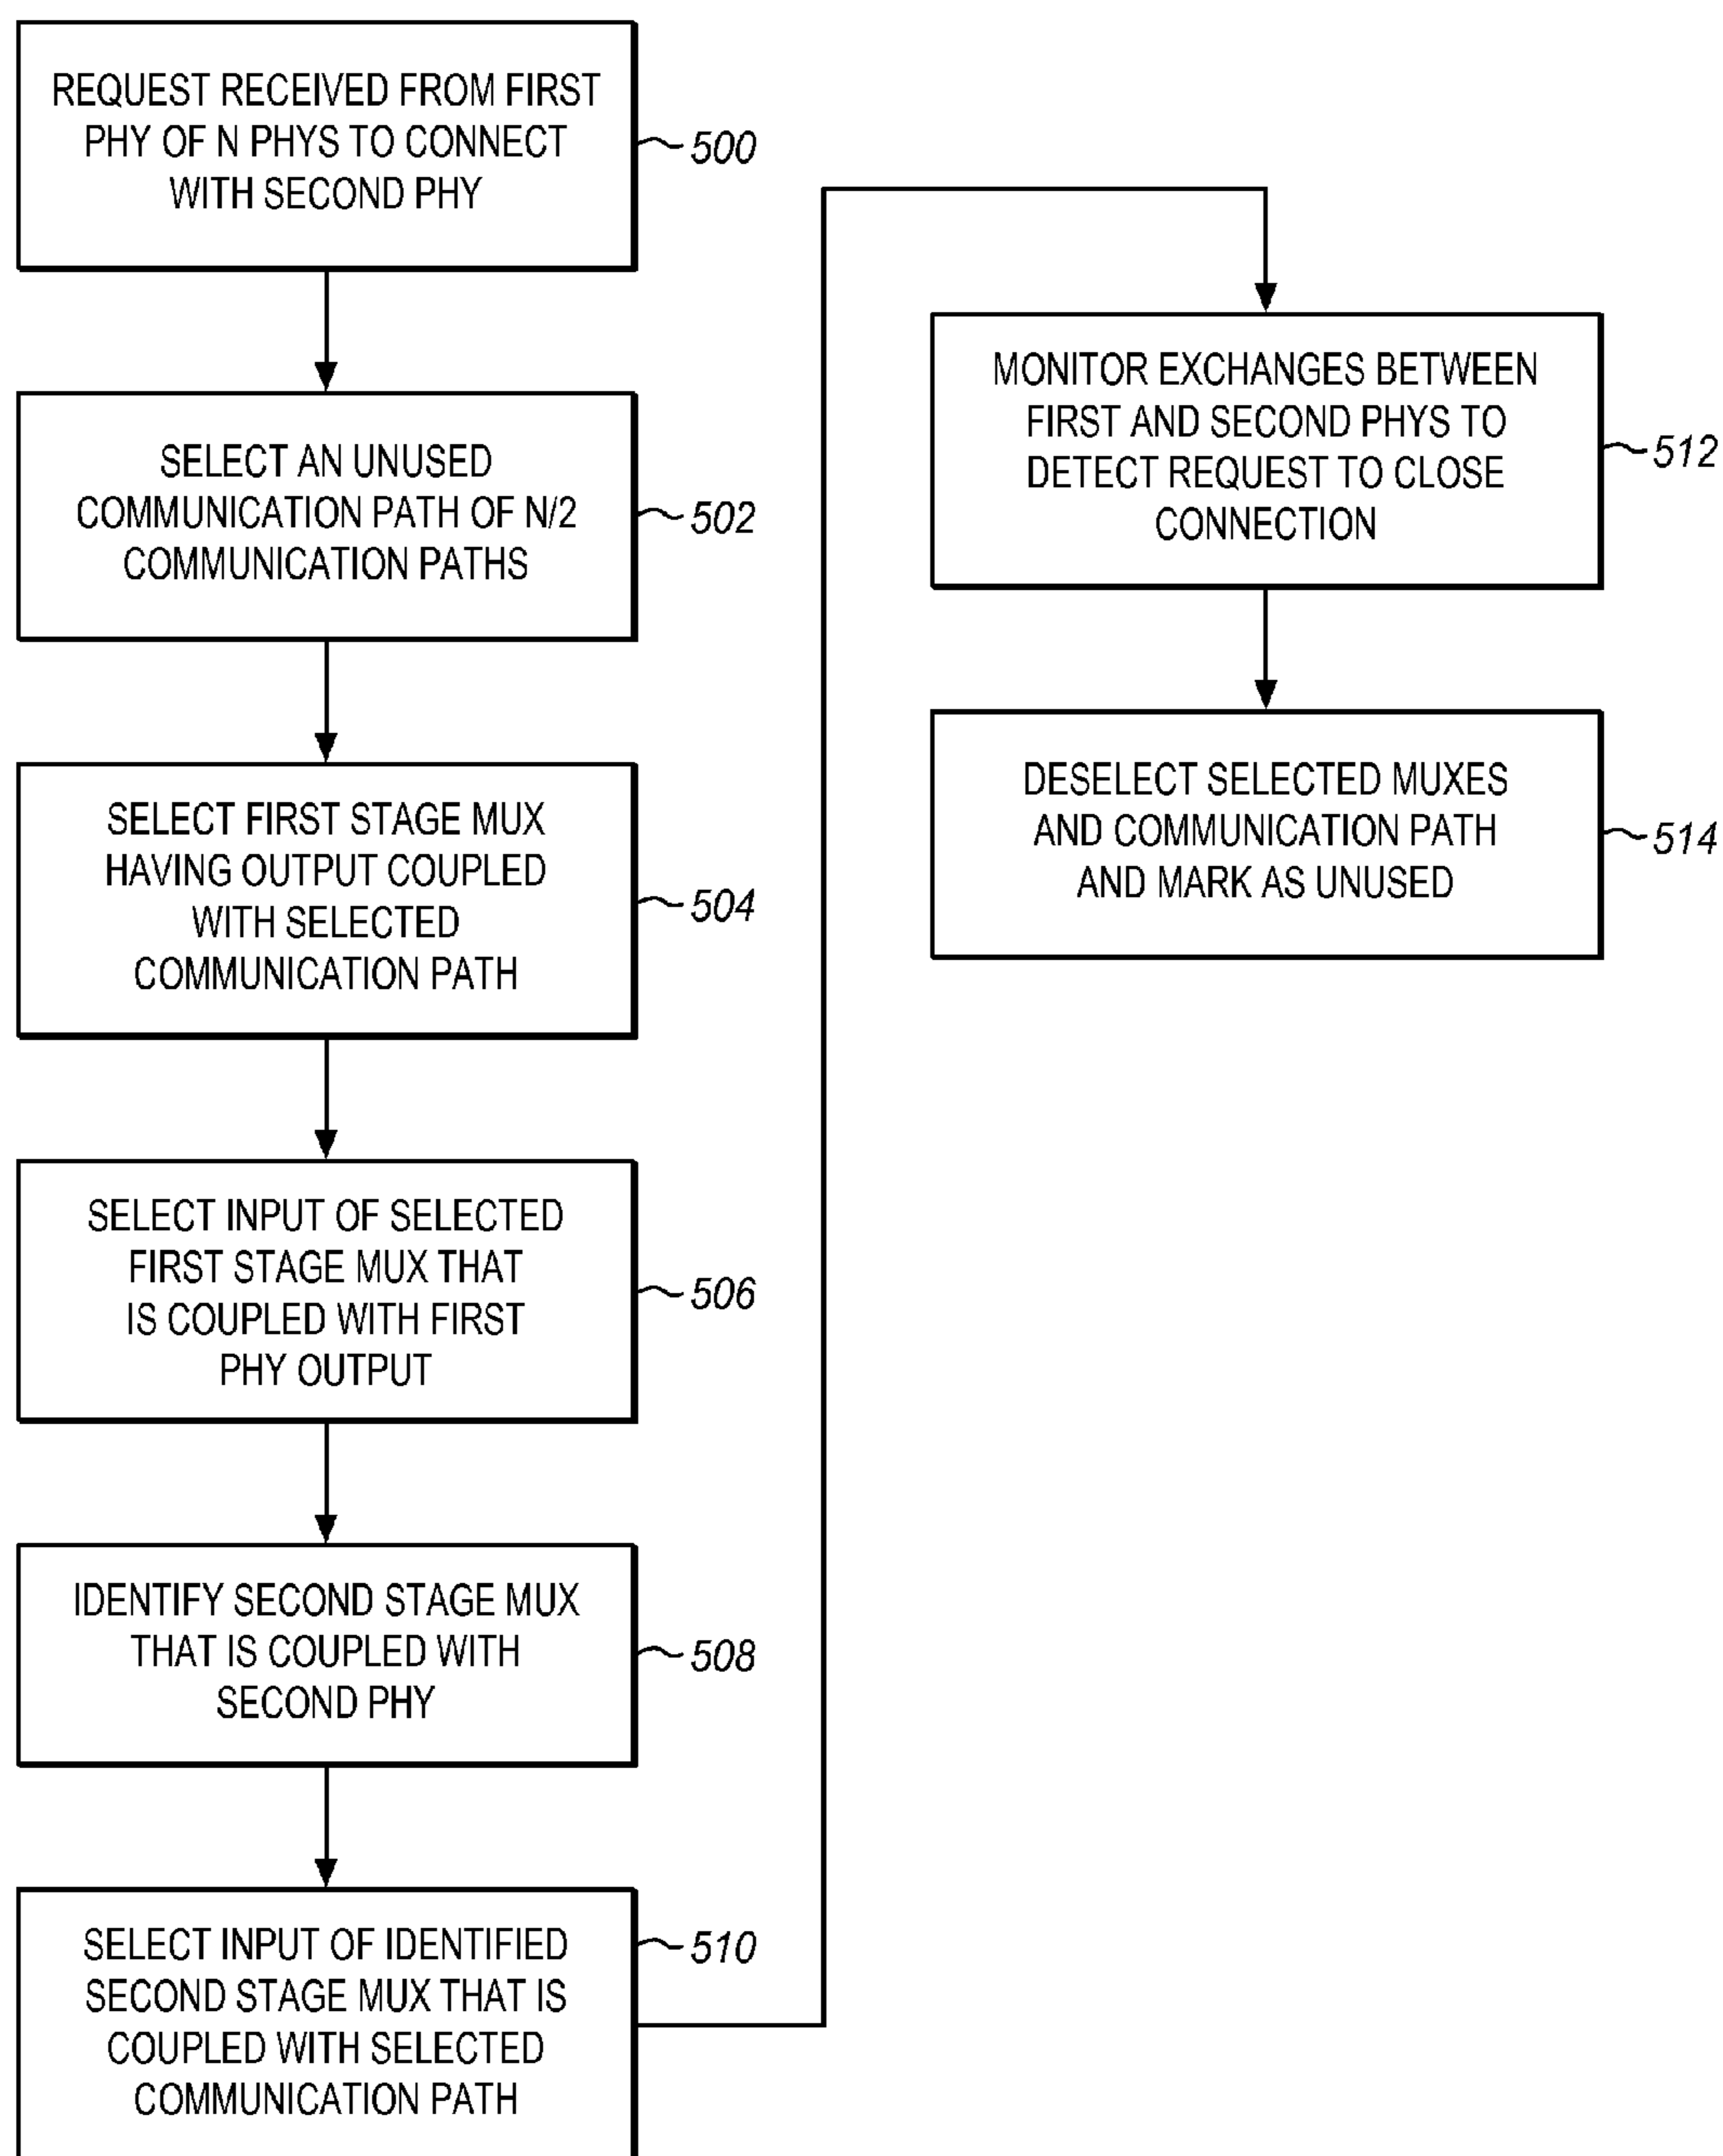 REQUEST RECEIVED FROM FIRST
PHY OF N PHYS TO CONNECT
WITH SECOND PHY
500
SELECT AN UNUSED
COMMUNICATION PATH OF N/2
COMMUNICATION PATHS
502
SELECT FIRST STAGE MUX
HAVING OUTPUT COUPLED
WITH SELECTED
COMMUNICATION PATH
504
SELECT INPUT OF SELECTED
FIRST STAGE MUX THAT
IS COUPLED WITH FIRST
PHY OUTPUT
506
IDENTIFY SECOND STAGE MUX
THAT IS COUPLED WITH
SECOND PHY
508
SELECT INPUT OF IDENTIFIED
SECOND STAGE MUX THAT IS
COUPLED WITH SELECTED
COMMUNICATION PATH
510
MONITOR EXCHANGES BETWEEN
FIRST AND SECOND PHYS TO
DETECT REQUEST TO CLOSE
CONNECTION
512
DESELECT SELECTED MUXES
AND COMMUNICATION PATH
AND MARK AS UNUSED
514